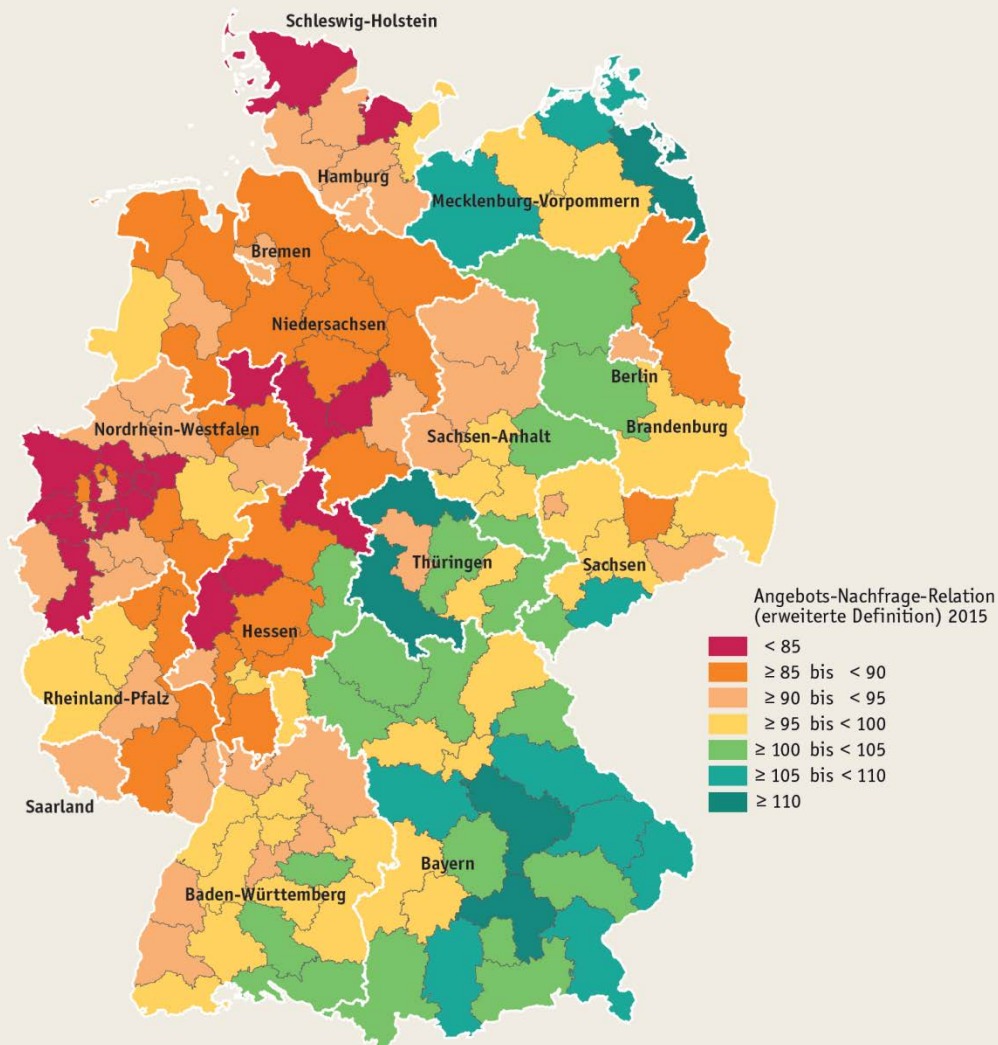 Schleswig-Holstein
Hamburg
Mecklenburg-Vorpommern
Bremen
Niedersachsen
Berlin
Brandenburg
Nordrhein-Westfalen
Sachsen-Anhalt
Thüringen
Sachsen
Hessen
Rheinland-Pfalz
Saarland
Bayern
Baden-Württemberg
Angebots-Nachfrage-Relation
(erweiterte Definition) 2015
< 85
≥ 85 bis < 90
≥ 90 bis < 95
≥ 95 bis < 100
≥ 100 bis < 105
≥ 105 bis < 110
≥ 110